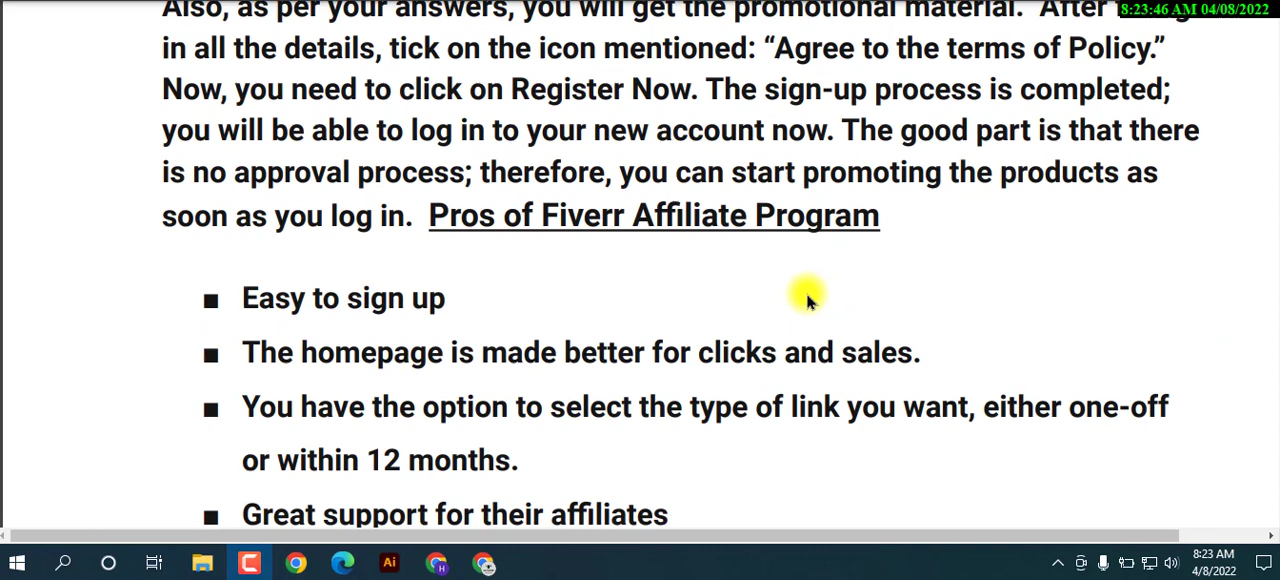 Also, as per your answers, you will get the promotional material. After
8:23:46 AM 04/08/2022
in all the details, tick on the icon mentioned: “Agree to the terms of Policy.”
Now, you need to click on Register Now. The sign-up process is completed;
you will be able to log in to your new account now. The good part is that there
is no approval process; therefore, you can start promoting the products as
soon as you log in. Pros of Fiverr Affiliate Program
■ Easy to sign up
■ The homepage is made better for clicks and sales.
■ You have the option to select the type of link you want, either one-off
or within 12 months.
■ Great support for their affiliates
Ai
H
8:23 AM
4/8/2022